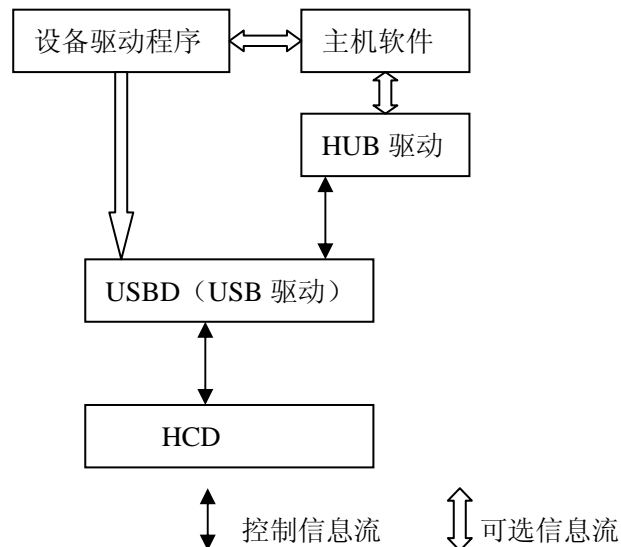 设备驱动程序
主机软件
HUB 驱动
USBD（USB 驱动）
HCD
控制信息流
可选信息流